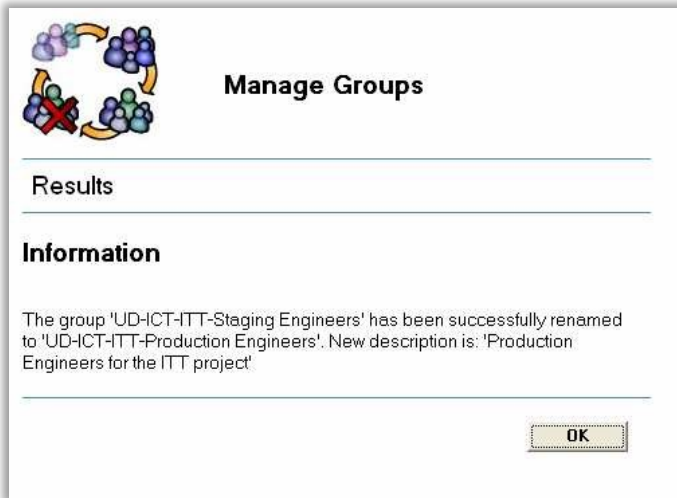 Manage Groups
Results
Information
The group 'UD-ICT-ITT-Staging Engineers' has been successfully renamed
to 'UD-ICT-ITT-Production Engineers'. New description is: 'Production
Engineers for the ITT project'
OK